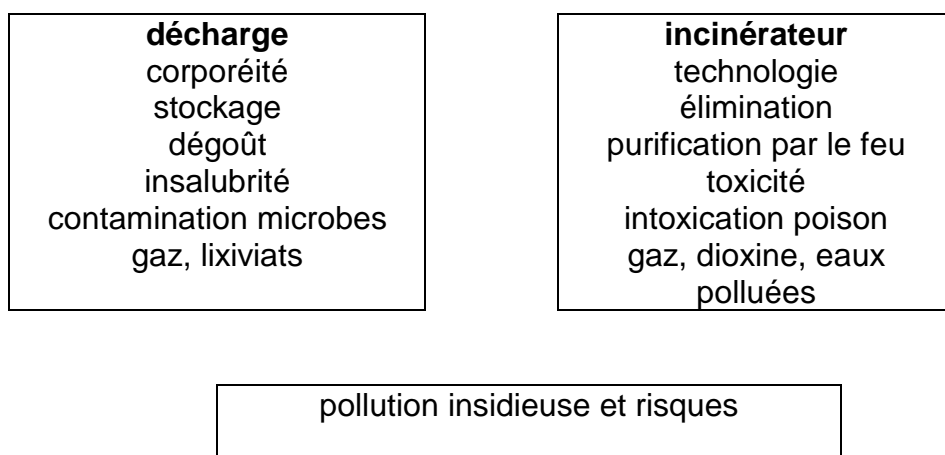 décharge
corporéité
stockage
dégoût
insalubrité
contamination microbes
gaz, lixiviats
incinérateur
technologie
élimination
purification par le feu
toxicité
intoxication poison
gaz, dioxine, eaux
polluées
pollution insidieuse et risques